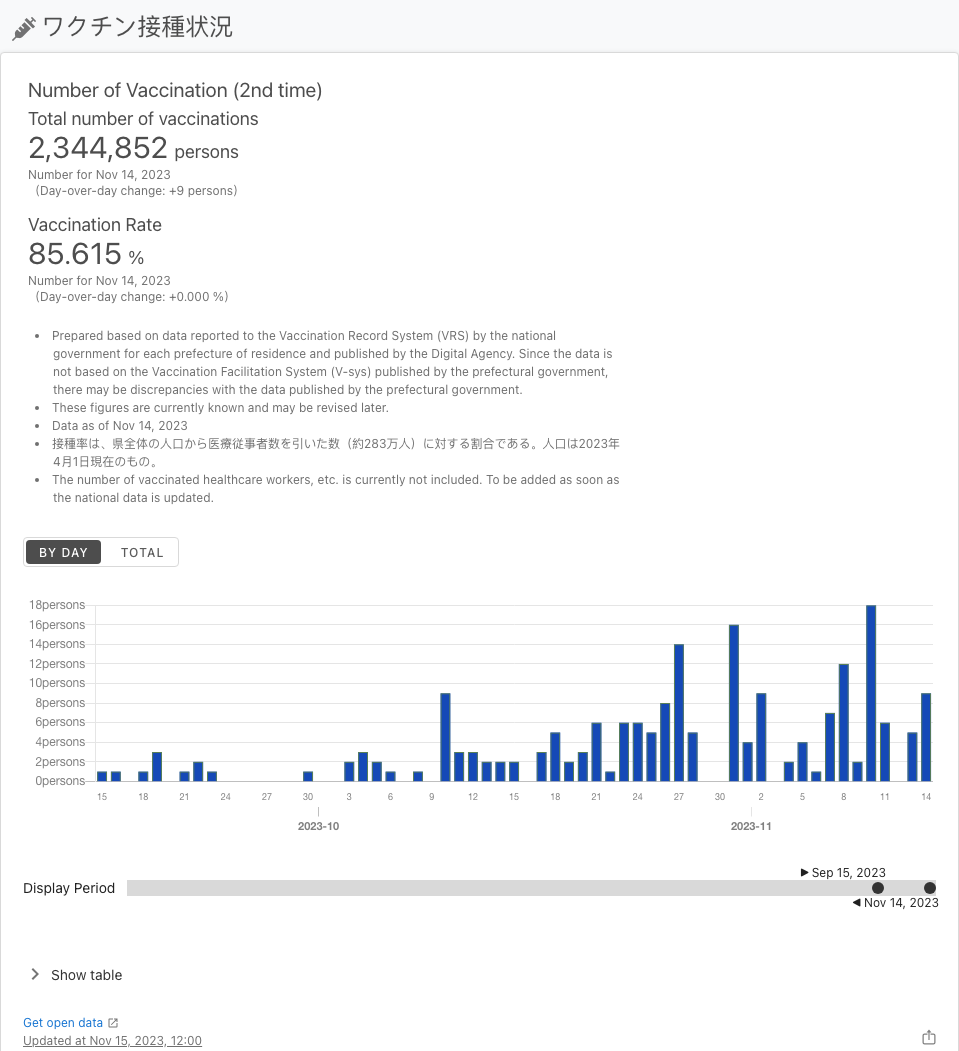 ワクチン接種状況
Number of Vaccination (2nd time)
Total number of vaccinations
2,344,852 persons
Number for Nov 14, 2023
(Day-over-day change: +9 persons)
Vaccination Rate
85.615 %
Number for Nov 14, 2023
(Day-over-day change: +0.000 %)
• Prepared based on data reported to the Vaccination Record System (VRS) by the national
government for each prefecture of residence and published by the Digital Agency. Since the data is
not based on the Vaccination Facilitation System (V-sys) published by the prefectural government,
there may be discrepancies with the data published by the prefectural government.
• These figures are currently known and may be revised later.
• Data as of Nov 14, 2023
• 接種率は、県全体の人口から医療従事者数を引いた数（約283万人）に対する割合である。人口は2023年
4月1日現在のもの。
• The number of vaccinated healthcare workers, etc. is currently not included. To be added as soon as
the national data is updated.
BY DAY TOTAL
18persons
16persons
14persons
12persons
10persons
8persons
6persons
4persons
2persons
0persons
15 18 21 24 27 30 3 6 9 12 15 18 21 24 27 30 2 5 8 11 14
2023-10 2023-11
Sep 15, 2023
Display Period
Nov 14, 2023
Show table
Get open data
Updated at Nov 15, 2023, 12:00